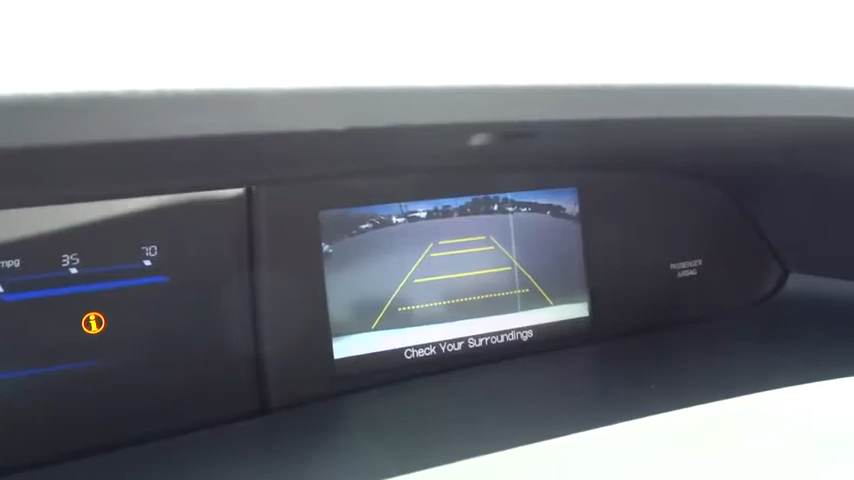 mpg 35 70
i
Check Your Surroundings
PASSENGER
AIRBAG